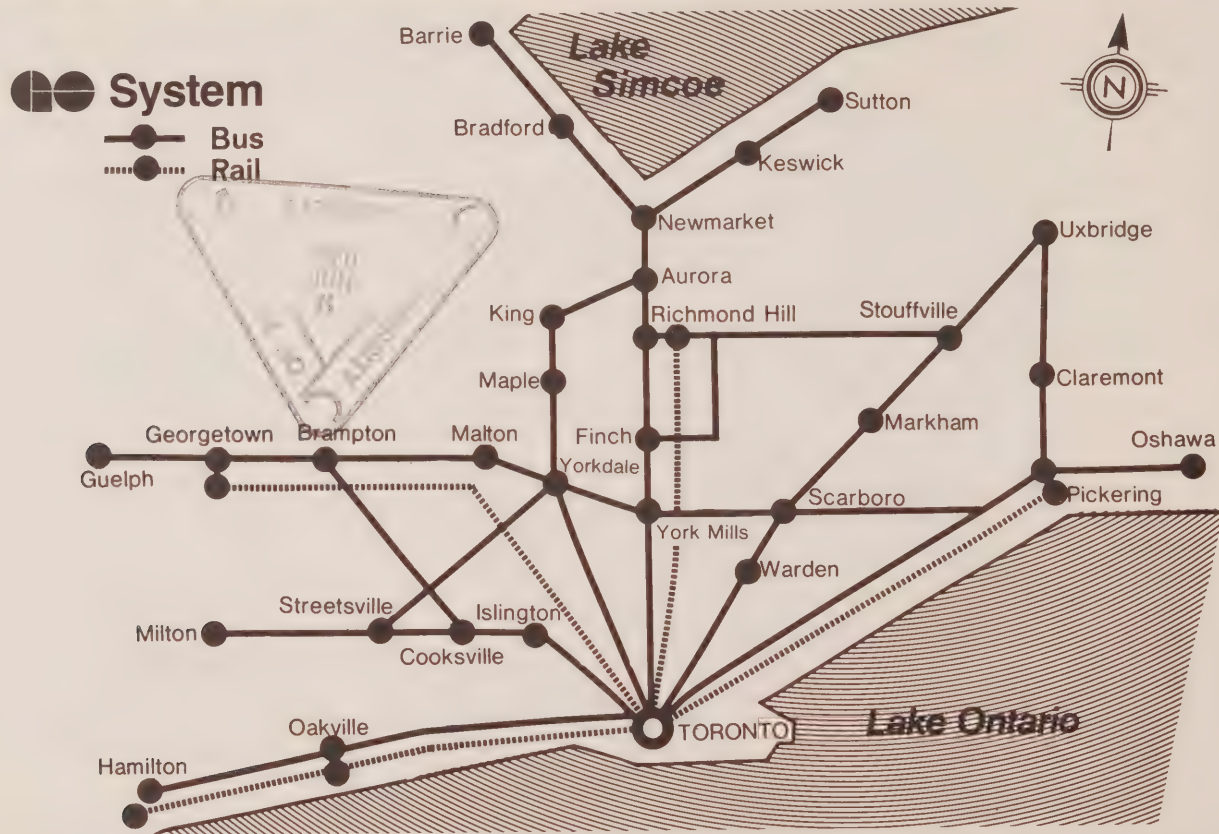 GO System
Bus
Rail
Barrie
Lake
Simcoe
N
Sutton
Bradford
Keswick
Newmarket
Uxbridge
Aurora
King
Richmond Hill
Stouffville
Maple
Claremont
Markham
Georgetown
Brampton
Malton
Finch
Oshawa
Guelph
Yorkdale
Scarboro
Pickering
York Mills
Warden
Streetsville
Islington
Milton
Cooksville
Oakville
TORONTO
Lake Ontario
Hamilton